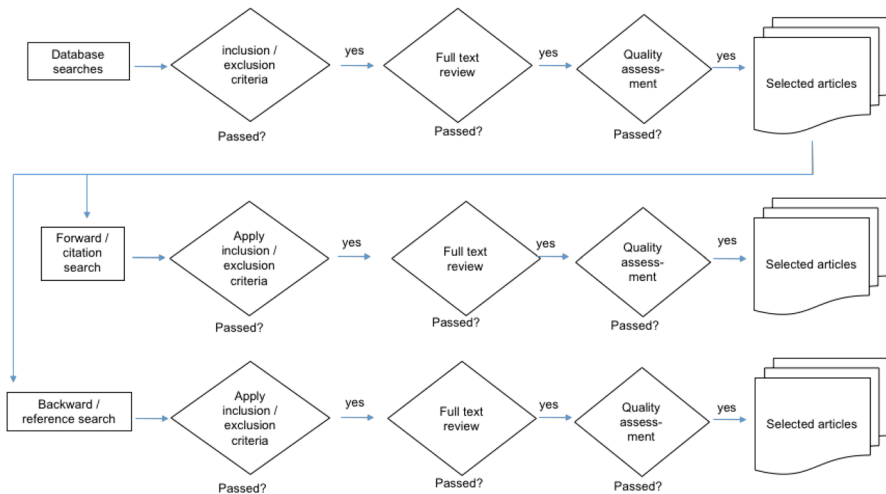 Database
searches
inclusion /
exclusion
criteria
Passed?
yes
Full text
review
Passed?
yes
Quality
assess-
ment
Passed?
yes
Selected articles
Forward /
citation
search
Apply
inclusion /
exclusion
criteria
Passed?
yes
Full text
review
Passed?
yes
Quality
assess-
ment
Passed?
yes
Selected articles
Backward /
reference search
Apply
inclusion /
exclusion
criteria
Passed?
yes
Full text
review
Passed?
yes
Quality
assess-
ment
Passed?
yes
Selected articles